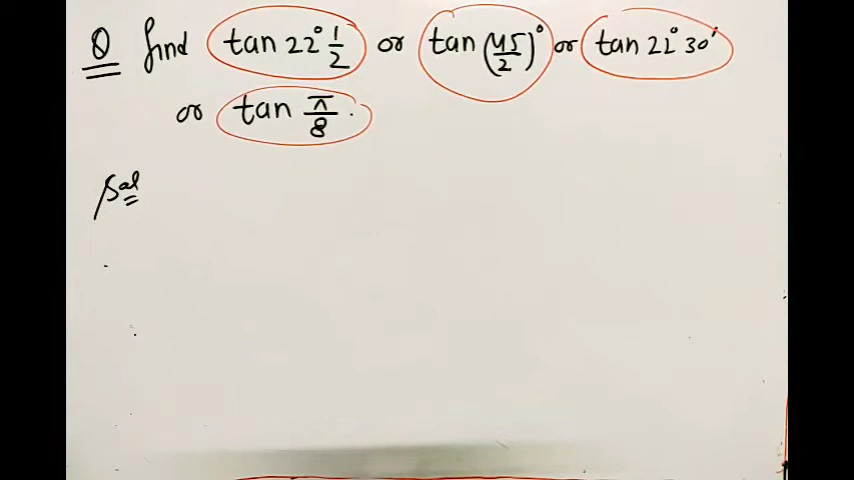 Q find tan 22° 1/2 or tan (45/2)° or tan 22° 30'
or tan π/8.
Sol